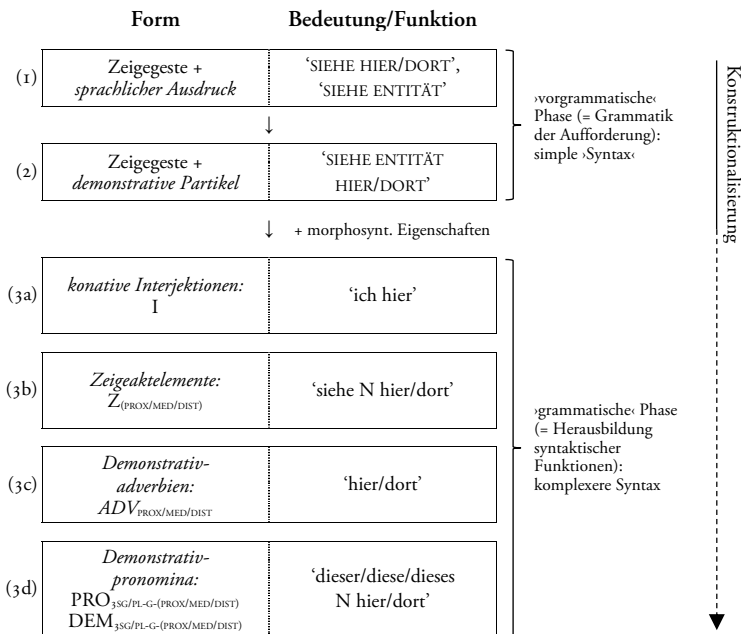 Form Bedeutung/Funktion
(1) Zeigegeste + ‘SIEHE HIER/DORT’,
sprachlicher Ausdruck ‘SIEHE ENTITÄT’
↓
›vorgrammatische‹
Phase (= Grammatik
der Aufforderung):
simple ›Syntax‹
(2) Zeigegeste + ‘SIEHE ENTITÄT
demonstrative Partikel HIER/DORT’
↓ + morphosynt. Eigenschaften
(3a) konative Interjektionen:
I ‘ich hier’
(3b) Zeigeaktelemente:
Z(PROX/MED/DIST) ‘siehe N hier/dort’
›grammatische‹ Phase
(= Herausbildung
syntaktischer
Funktionen):
komplexere Syntax
(3c) Demonstrativ-
adverbien: ‘hier/dort’
ADVPROX/MED/DIST
(3d) Demonstrativ-
pronomina: ‘dieser/diese/dieses
PRO3SG/PL-G-(PROX/MED/DIST) N hier/dort’
DEM3SG/PL-G-(PROX/MED/DIST)
Konstruktionalisierung